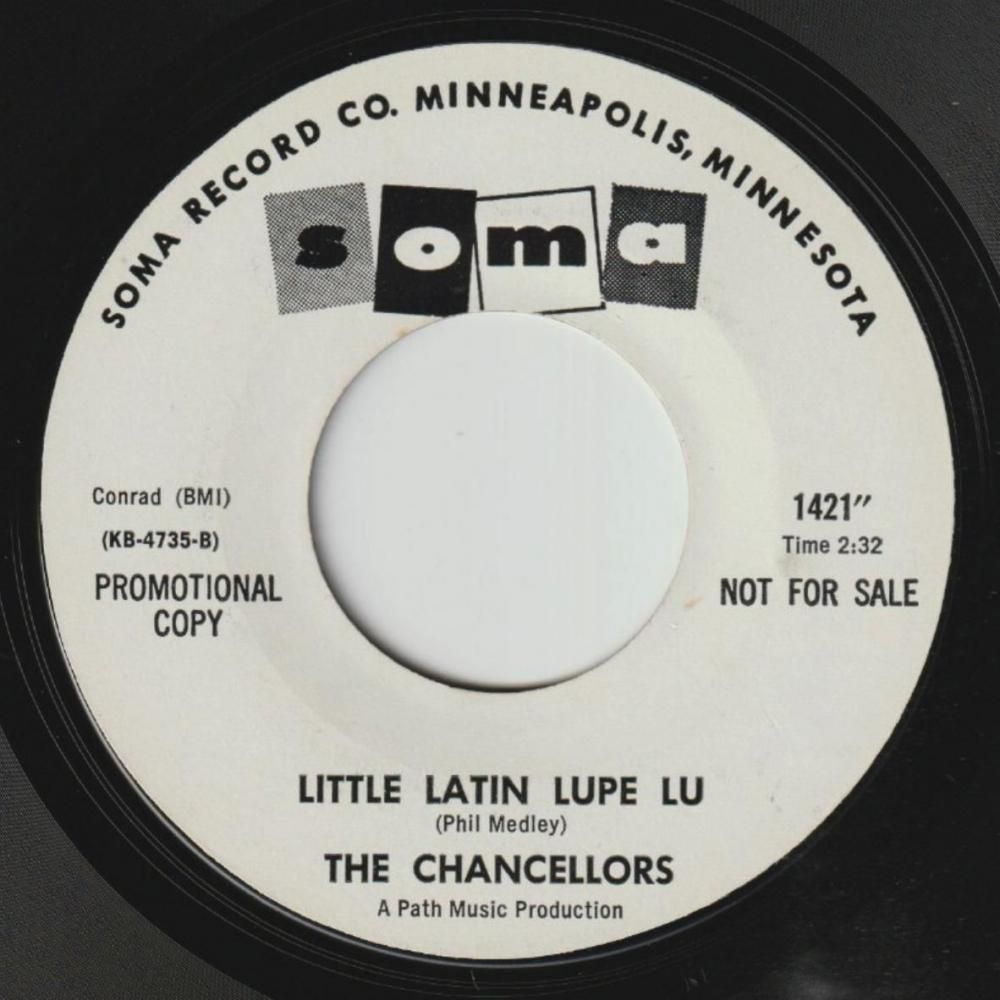 SOMA RECORD CO. MINNEAPOLIS, MINNESOTA
soma
Conrad (BMI)
(KB-4735-B)
PROMOTIONAL
COPY
1421″
Time 2:32
NOT FOR SALE
LITTLE LATIN LUPE LU
(Phil Medley)
THE CHANCELLORS
A Path Music Production